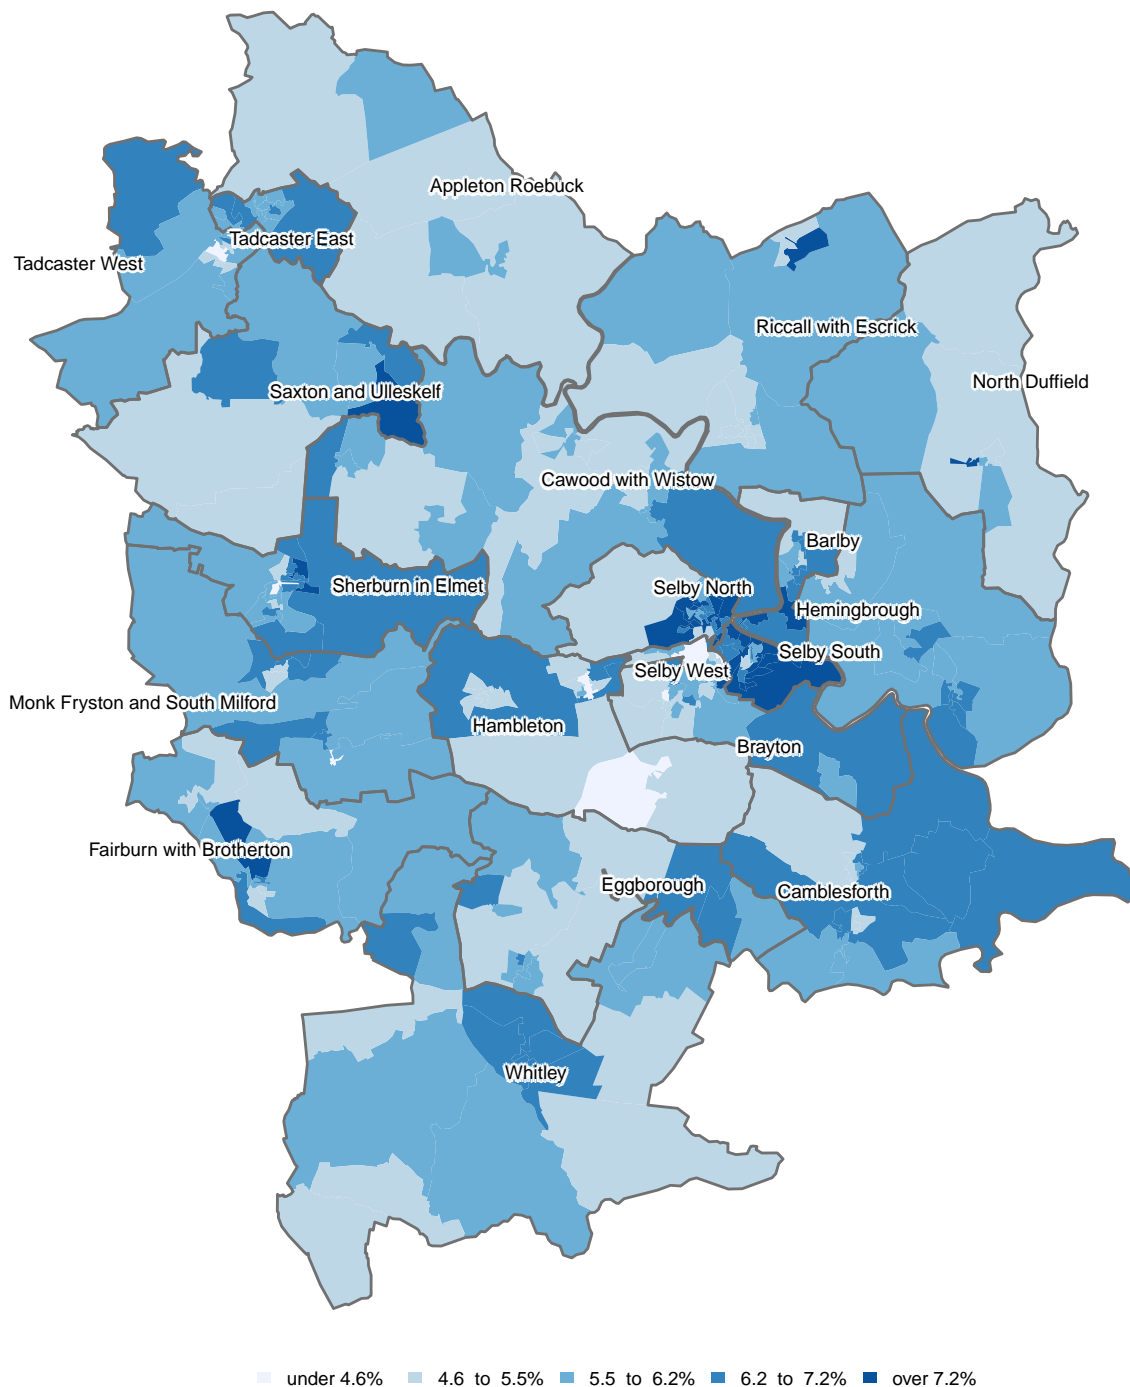 Appleton Roebuck
Tadcaster East
Tadcaster West
Riccall with Escrick
North Duffield
Saxton and Ulleskelf
Cawood with Wistow
Barlby
Sherburn in Elmet
Selby North
Hemingbrough
Selby South
Selby West
Monk Fryston and South Milford
Hambleton
Brayton
Fairburn with Brotherton
Eggborough
Camblesforth
Whitley
under 4.6% 4.6 to 5.5% 5.5 to 6.2% 6.2 to 7.2% over 7.2%